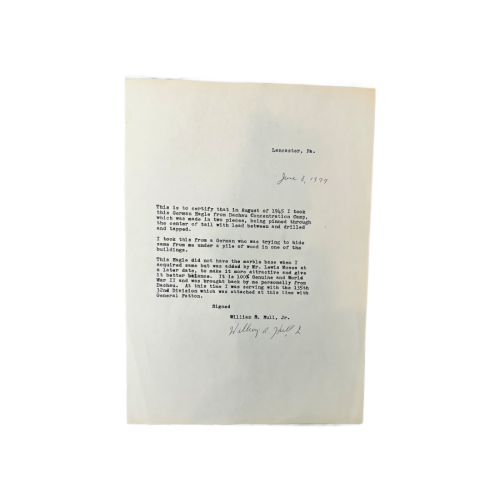 Lancaster, Pa.
June 8, 1979
This is to certify that in August of 1945 I took
this German Eagle from Dachau Concentration Camp,
which was made in two pieces, being pinned through
the center of tail with lead between and drilled
and tapped.
I took this from a German who was trying to hide
same from me under a pile of wood in one of the
buildings.
This Eagle did not have the marble base when I
acquired same but was added by Mr. Lewis Moose at
a later date, to make it more attractive and give
it better balance. It is 100% Genuine and World
War II and was brought back by me personally from
Dachau. At this time I was serving with the 135th
32nd Division which was attached at this time with
General Patton.
Signed
William R. Hull, Jr.